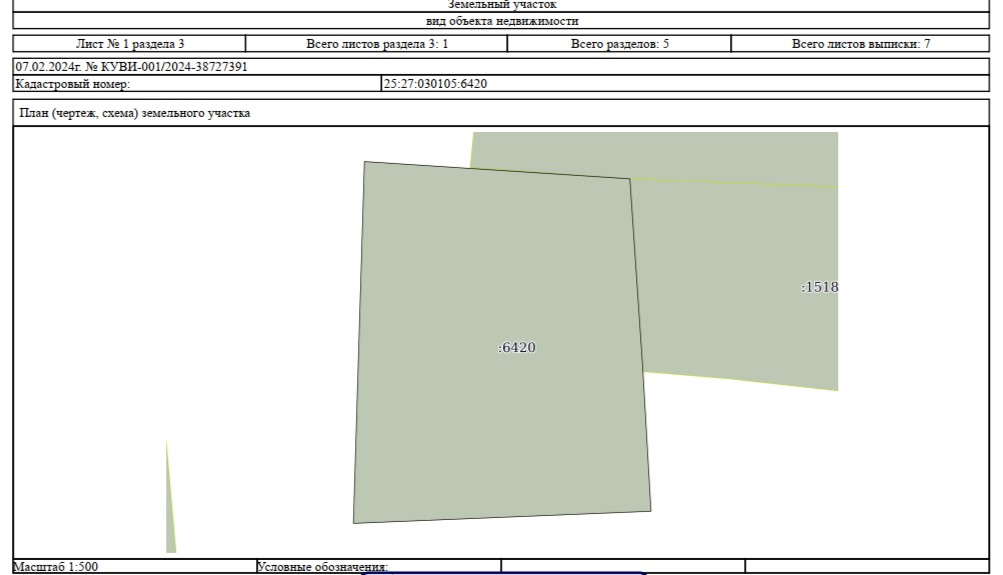 Земельный участок
вид объекта недвижимости
Лист № 1 раздела 3 Всего листов раздела 3: 1 Всего разделов: 5 Всего листов выписки: 7
07.02.2024г. № КУВИ-001/2024-38727391
Кадастровый номер: 25:27:030105:6420
План (чертеж, схема) земельного участка
:1518
:6420
Масштаб 1:500 Условные обозначения: